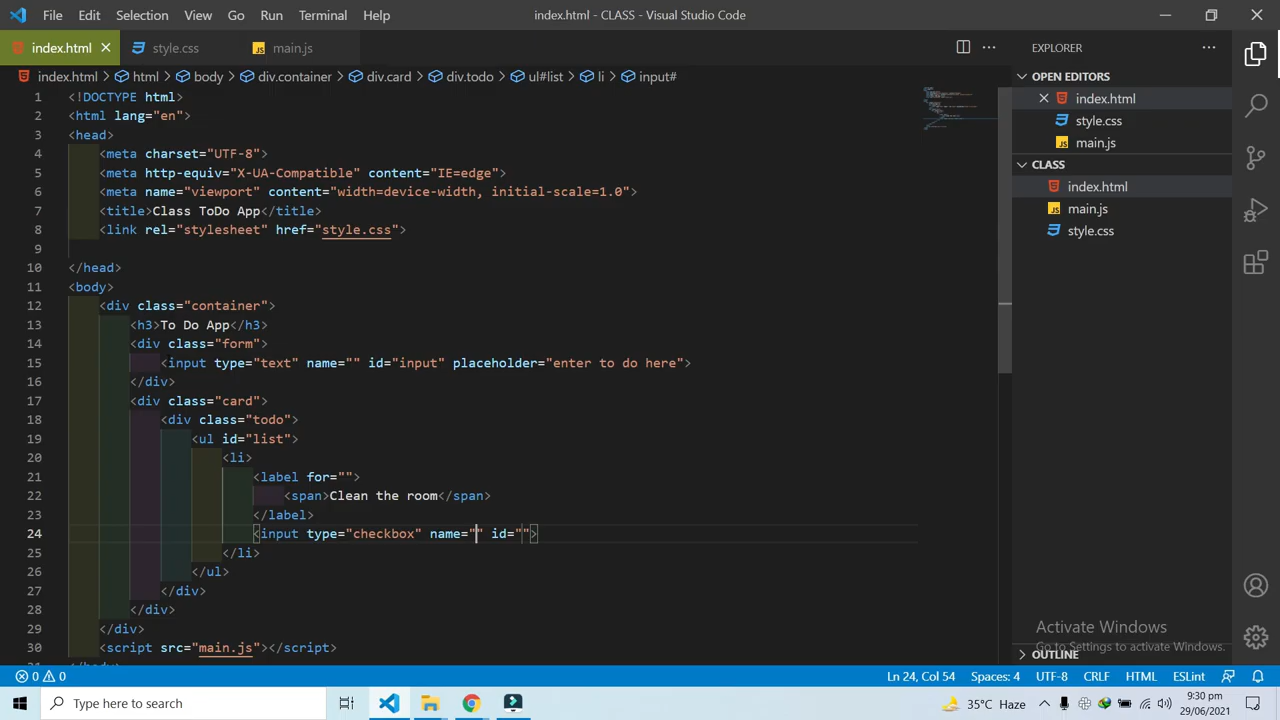 File Edit Selection View Go Run Terminal Help index.html - CLASS - Visual Studio Code
index.html style.css main.js
index.html html body div.container div.card div.todo ul#list li input#
1 <!DOCTYPE html>
2 <html lang="en">
3 <head>
4 <meta charset="UTF-8">
5 <meta http-equiv="X-UA-Compatible" content="IE=edge">
6 <meta name="viewport" content="width=device-width, initial-scale=1.0">
7 <title>Class ToDo App</title>
8 <link rel="stylesheet" href="style.css">
9
10 </head>
11 <body>
12 <div class="container">
13 <h3>To Do App</h3>
14 <div class="form">
15 <input type="text" name="" id="input" placeholder="enter to do here">
16 </div>
17 <div class="card">
18 <div class="todo">
19 <ul id="list">
20 <li>
21 <label for="">
22 <span>Clean the room</span>
23 </label>
24 <input type="checkbox" name="" id="">
25 </li>
26 </ul>
27 </div>
28 </div>
29 </div>
30 <script src="main.js"></script>
EXPLORER
OPEN EDITORS
index.html
style.css
main.js
CLASS
index.html
main.js
style.css
Activate Windows
Go to Settings to activate Windows.
OUTLINE
0 0 Ln 24, Col 54 Spaces: 4 UTF-8 CRLF HTML ESLint
Type here to search 35°C Haze 9:30 pm
29/06/2021